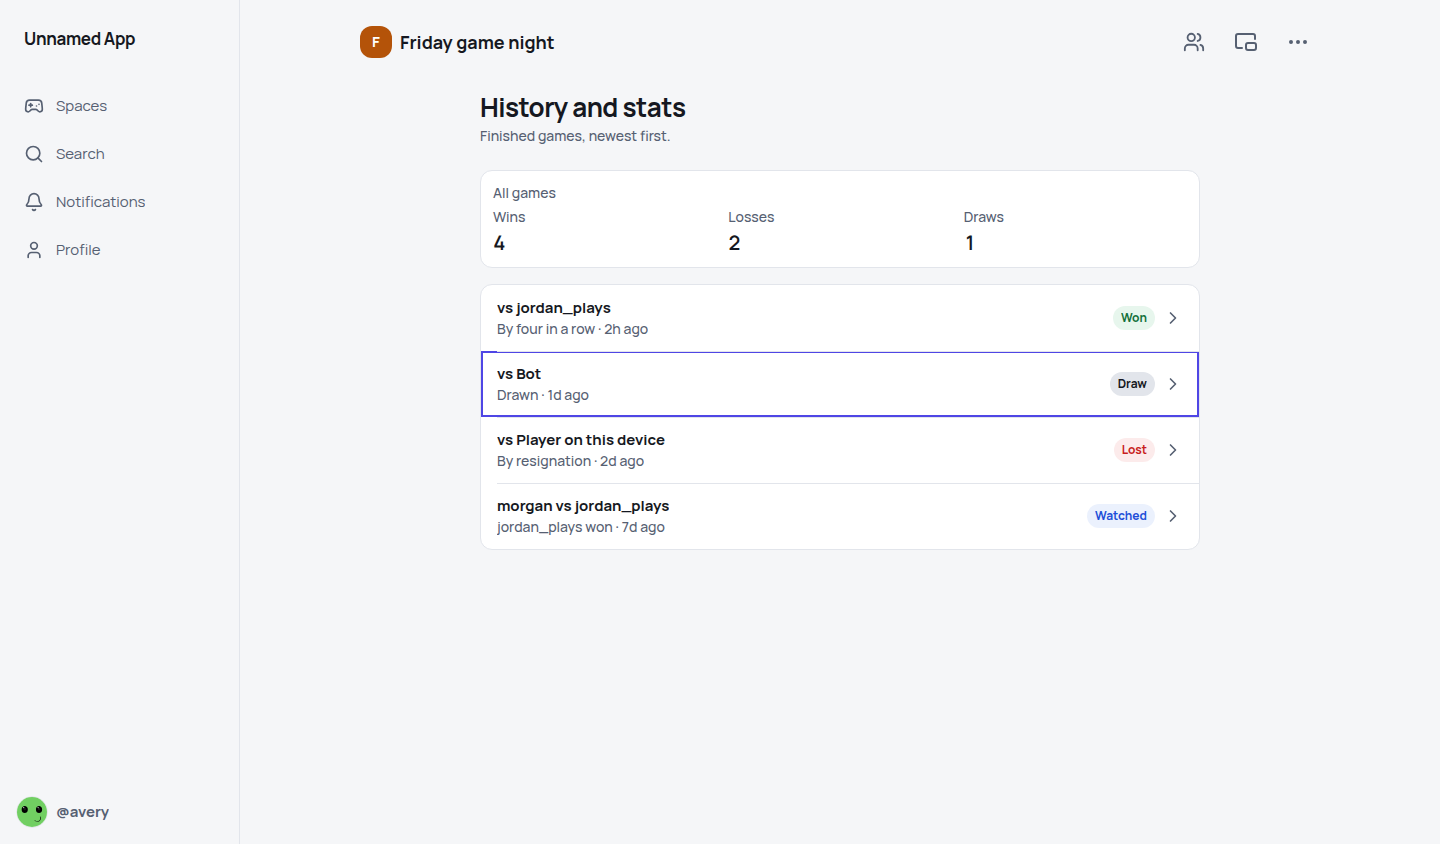 Unnamed App
Spaces
Search
Notifications
Profile
@avery
F
Friday game night
History and stats
Finished games, newest first.
All games
Wins
4
Losses
2
Draws
1
vs jordan_plays
By four in a row · 2h ago
Won
vs Bot
Drawn · 1d ago
Draw
vs Player on this device
By resignation · 2d ago
Lost
morgan vs jordan_plays
jordan_plays won · 7d ago
Watched